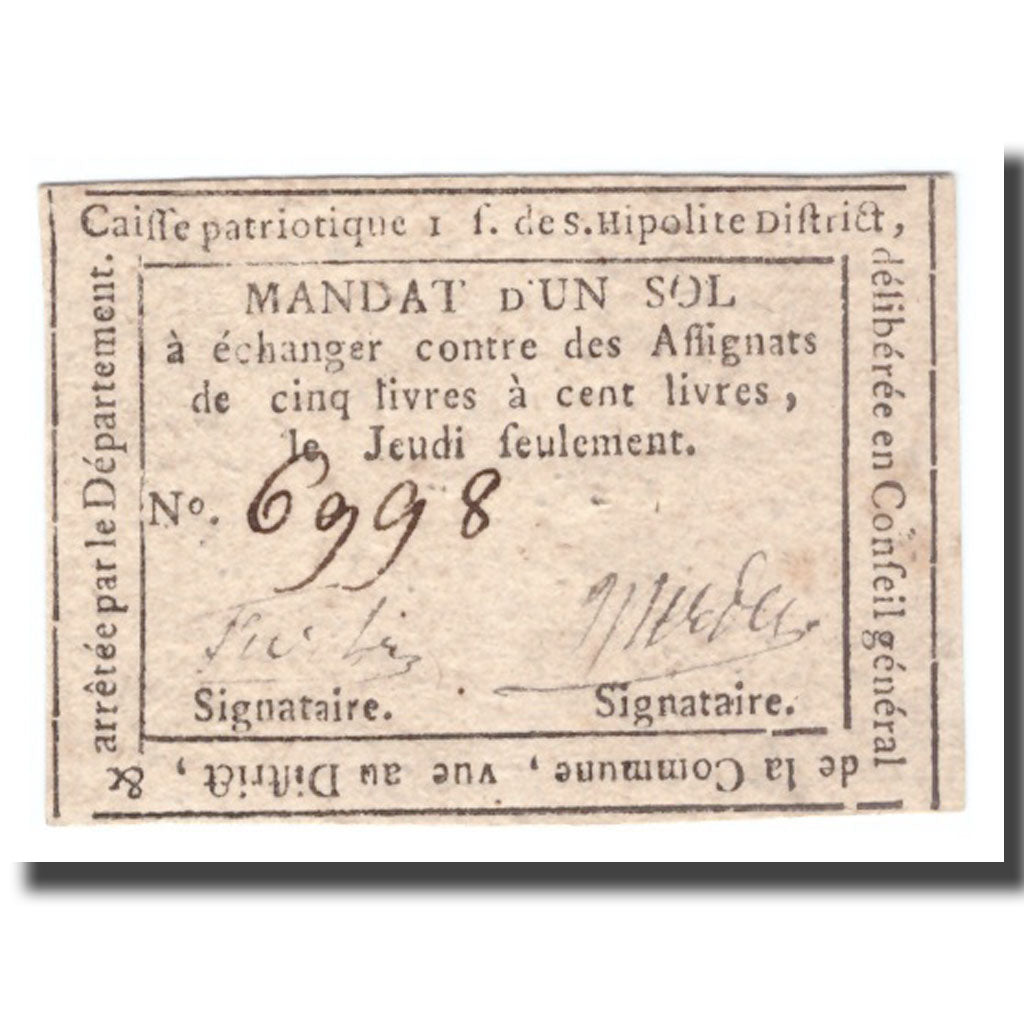 Caiſſe patriotique 1 ſ. de S. Hipolite Diſtrict,
délibérée en Conſeil général
de la Commune, vue au Diſtrict, &
arrêtée par le Département.
MANDAT D'UN SOL
à échanger contre des Aſſignats
de cinq livres à cent livres,
le Jeudi ſeulement.
No. 6998
Signataire. Signataire.